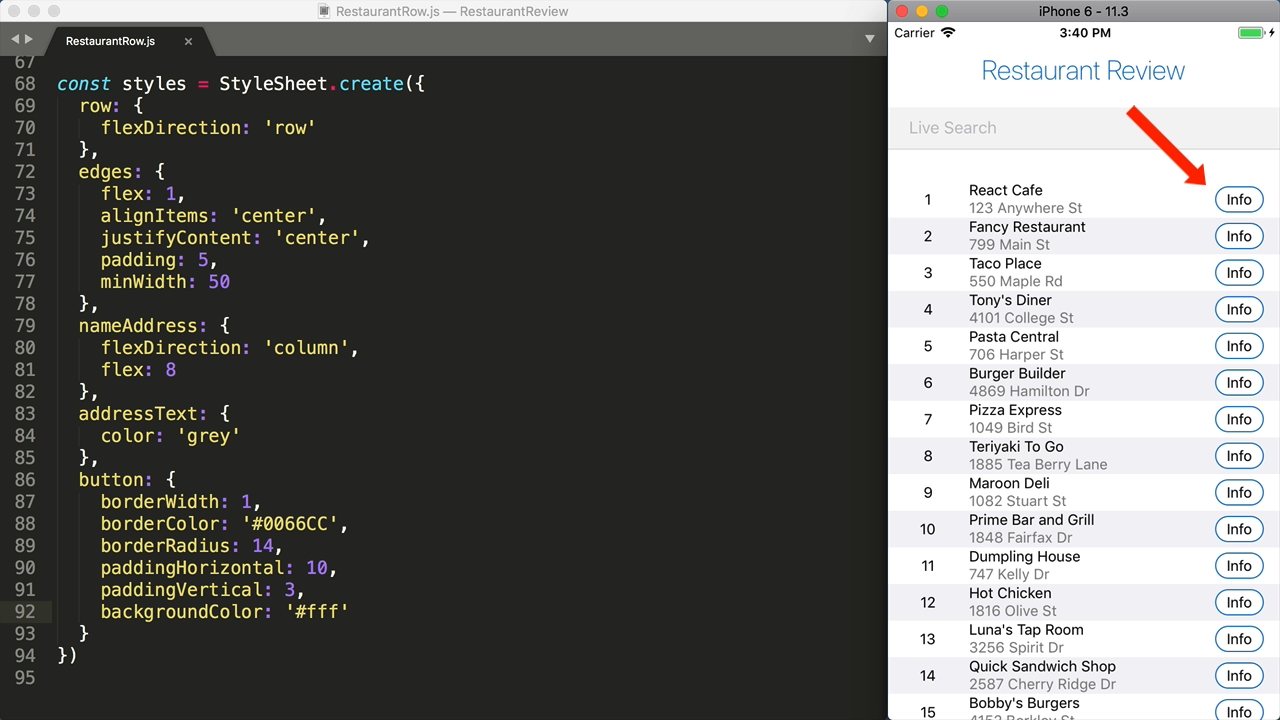 RestaurantRow.js — RestaurantReview
RestaurantRow.js ×
67
68 const styles = StyleSheet.create({
69 row: {
70 flexDirection: 'row'
71 },
72 edges: {
73 flex: 1,
74 alignItems: 'center',
75 justifyContent: 'center',
76 padding: 5,
77 minWidth: 50
78 },
79 nameAddress: {
80 flexDirection: 'column',
81 flex: 8
82 },
83 addressText: {
84 color: 'grey'
85 },
86 button: {
87 borderWidth: 1,
88 borderColor: '#0066CC',
89 borderRadius: 14,
90 paddingHorizontal: 10,
91 paddingVertical: 3,
92 backgroundColor: '#fff'
93 }
94 })
95
iPhone 6 - 11.3
Carrier 3:40 PM
Restaurant Review
Live Search
1 React Cafe Info
123 Anywhere St
2 Fancy Restaurant Info
799 Main St
3 Taco Place Info
550 Maple Rd
4 Tony's Diner Info
4101 College St
5 Pasta Central Info
706 Harper St
6 Burger Builder Info
4869 Hamilton Dr
7 Pizza Express Info
1049 Bird St
8 Teriyaki To Go Info
1885 Tea Berry Lane
9 Maroon Deli Info
1082 Stuart St
10 Prime Bar and Grill Info
1848 Fairfax Dr
11 Dumpling House Info
747 Kelly Dr
12 Hot Chicken Info
1816 Olive St
13 Luna's Tap Room Info
3256 Spirit Dr
14 Quick Sandwich Shop Info
2587 Cherry Ridge Dr
15 Bobby's Burgers Info